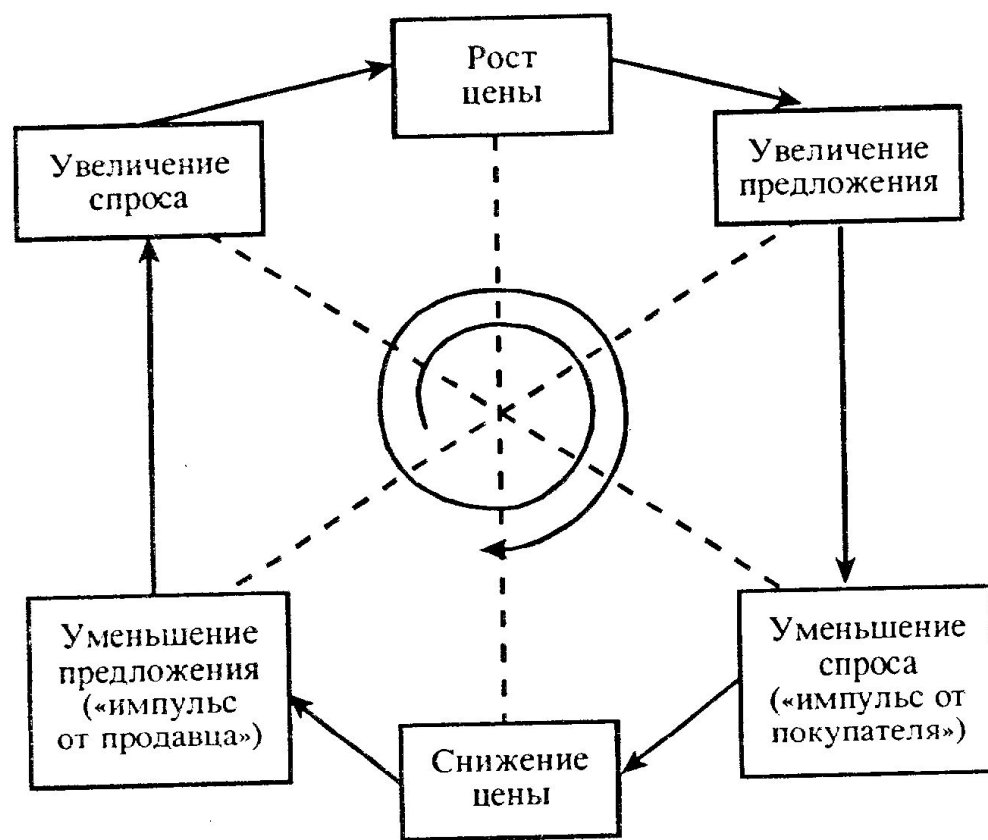 Рост
цены
Увеличение
спроса
Увеличение
предложения
Уменьшение
предложения
(«импульс
от продавца»)
Снижение
цены
Уменьшение
спроса
(«импульс от
покупателя»)